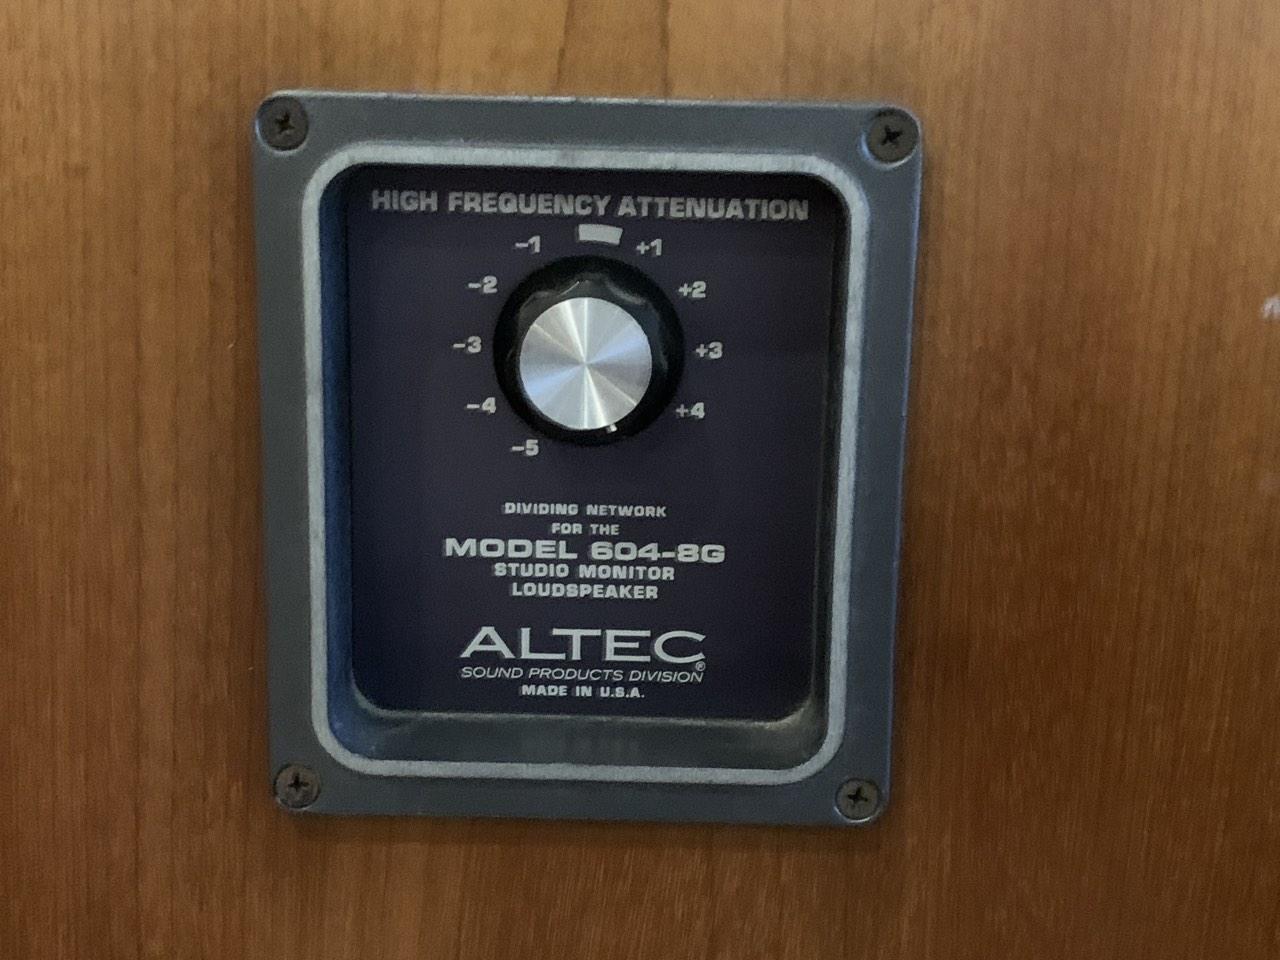 HIGH FREQUENCY ATTENUATION
-1 +1
-2 +2
-3 +3
-4 +4
-5
DIVIDING NETWORK
FOR THE
MODEL 604-8G
STUDIO MONITOR
LOUDSPEAKER
ALTEC®
SOUND PRODUCTS DIVISION
MADE IN U.S.A.